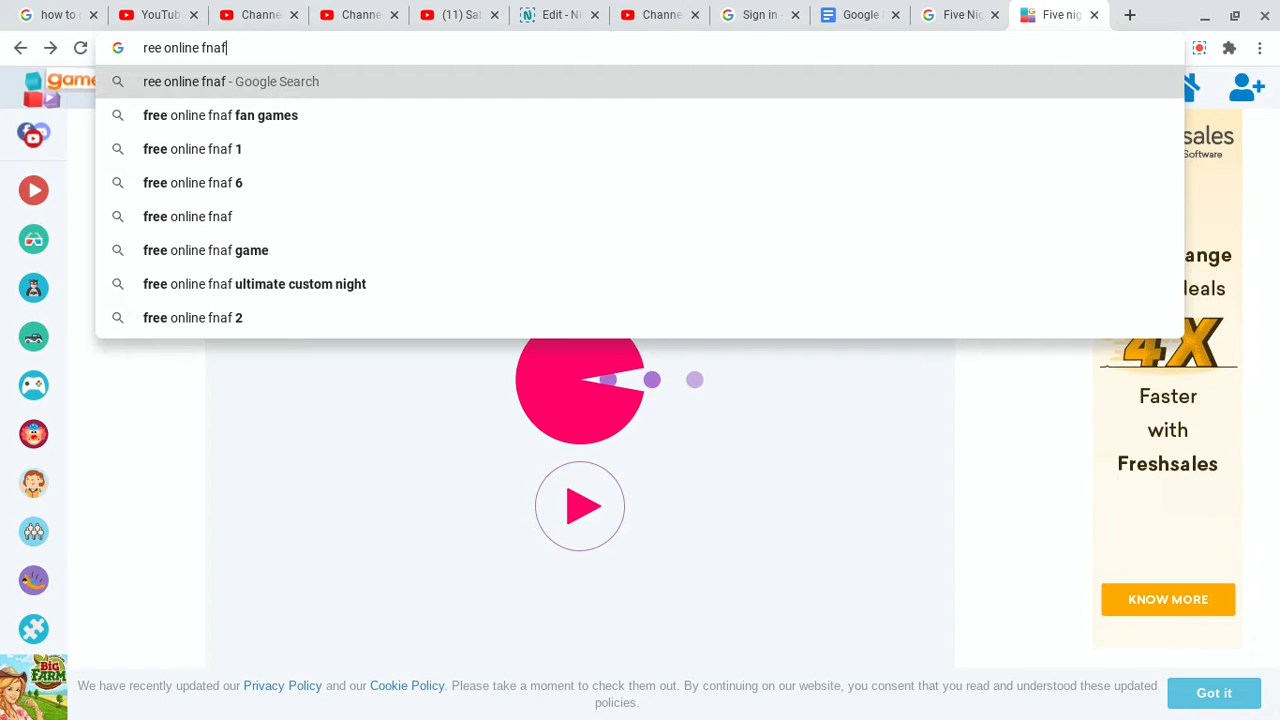 how to
YouTub
Channe
Channe
(11) Sa
Edit - Ni
Channe
Sign in -
Google
Five Nig
Five nig
ree online fnaf
ree online fnaf - Google Search
free online fnaf fan games
free online fnaf 1
free online fnaf 6
free online fnaf
free online fnaf game
free online fnaf ultimate custom night
free online fnaf 2
game
sales
Software
ange
deals
4X
Faster
with
Freshsales
KNOW MORE
BIG
FARM
We have recently updated our Privacy Policy and our Cookie Policy. Please take a moment to check them out. By continuing on our website, you consent that you read and understood these updated
policies.
Got it